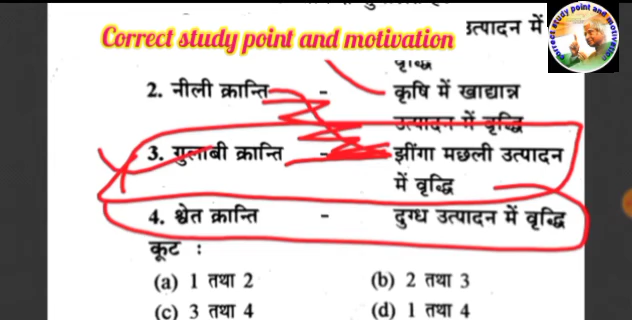 उत्पादन में
Correct study point and motivation
वृद्धि
2. नीली क्रान्ति - कृषि में खाद्यान्न
उत्पादन में वृद्धि
3. गुलाबी क्रान्ति - झींगा मछली उत्पादन
में वृद्धि
4. श्वेत क्रान्ति - दुग्ध उत्पादन में वृद्धि
कूट :
(a) 1 तथा 2 (b) 2 तथा 3
(c) 3 तथा 4 (d) 1 तथा 4